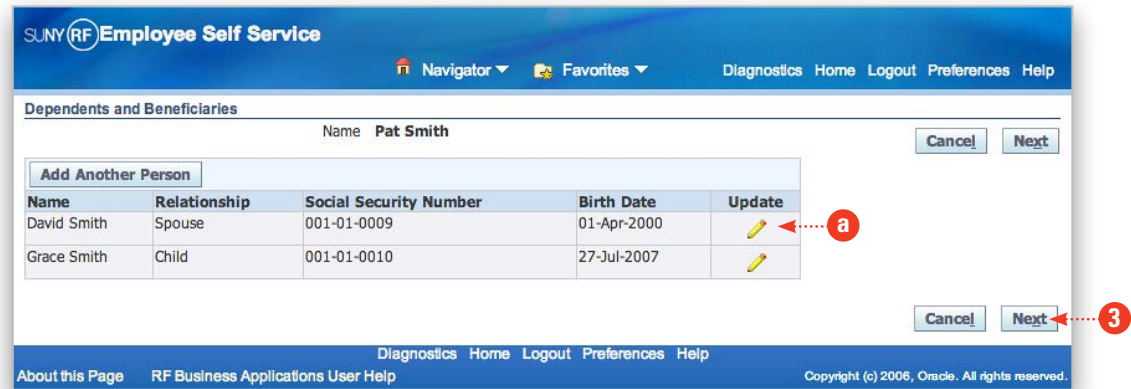 SUNY RF Employee Self Service
Navigator Favorites Diagnostics Home Logout Preferences Help
Dependents and Beneficiaries
Name Pat Smith
Cancel Next
Add Another Person
Name Relationship Social Security Number Birth Date Update
David Smith Spouse 001-01-0009 01-Apr-2000 a
Grace Smith Child 001-01-0010 27-Jul-2007
Cancel Next 3
Diagnostics Home Logout Preferences Help
About this Page RF Business Applications User Help Copyright (c) 2006, Oracle. All rights reserved.